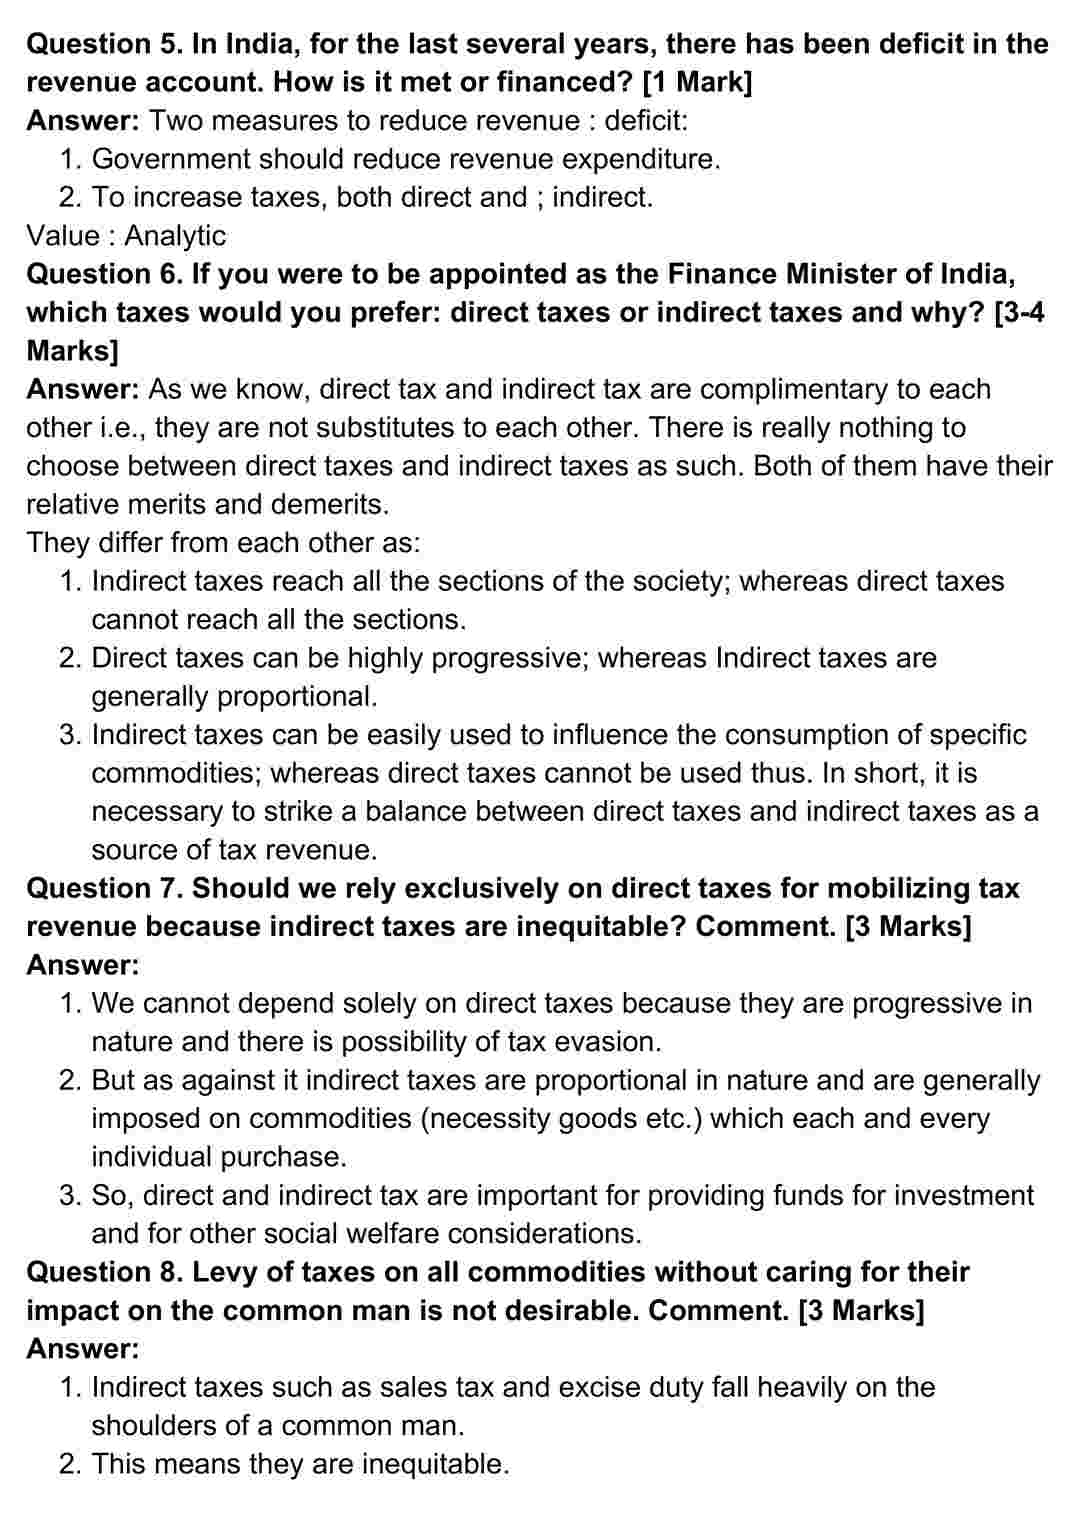 Question 5. In India, for the last several years, there has been deficit in the
revenue account. How is it met or financed? [1 Mark]
Answer: Two measures to reduce revenue : deficit:
1. Government should reduce revenue expenditure.
2. To increase taxes, both direct and ; indirect.
Value : Analytic
Question 6. If you were to be appointed as the Finance Minister of India,
which taxes would you prefer: direct taxes or indirect taxes and why? [3-4
Marks]
Answer: As we know, direct tax and indirect tax are complimentary to each
other i.e., they are not substitutes to each other. There is really nothing to
choose between direct taxes and indirect taxes as such. Both of them have their
relative merits and demerits.
They differ from each other as:
1. Indirect taxes reach all the sections of the society; whereas direct taxes
cannot reach all the sections.
2. Direct taxes can be highly progressive; whereas Indirect taxes are
generally proportional.
3. Indirect taxes can be easily used to influence the consumption of specific
commodities; whereas direct taxes cannot be used thus. In short, it is
necessary to strike a balance between direct taxes and indirect taxes as a
source of tax revenue.
Question 7. Should we rely exclusively on direct taxes for mobilizing tax
revenue because indirect taxes are inequitable? Comment. [3 Marks]
Answer:
1. We cannot depend solely on direct taxes because they are progressive in
nature and there is possibility of tax evasion.
2. But as against it indirect taxes are proportional in nature and are generally
imposed on commodities (necessity goods etc.) which each and every
individual purchase.
3. So, direct and indirect tax are important for providing funds for investment
and for other social welfare considerations.
Question 8. Levy of taxes on all commodities without caring for their
impact on the common man is not desirable. Comment. [3 Marks]
Answer:
1. Indirect taxes such as sales tax and excise duty fall heavily on the
shoulders of a common man.
2. This means they are inequitable.